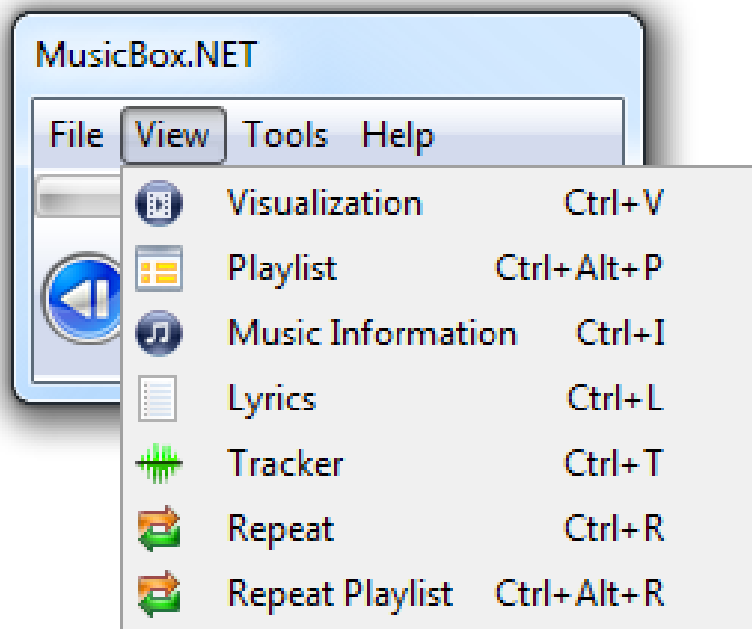 MusicBox.NET
File View Tools Help
Visualization Ctrl+V
Playlist Ctrl+Alt+P
Music Information Ctrl+I
Lyrics Ctrl+L
Tracker Ctrl+T
Repeat Ctrl+R
Repeat Playlist Ctrl+Alt+R